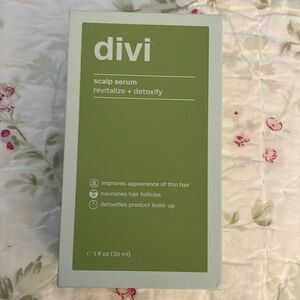 divi
scalp serum
revitalize + detoxify
improves appearance of thin hair
nourishes hair follicles
detoxifies product build-up
1 fl oz (30 ml)